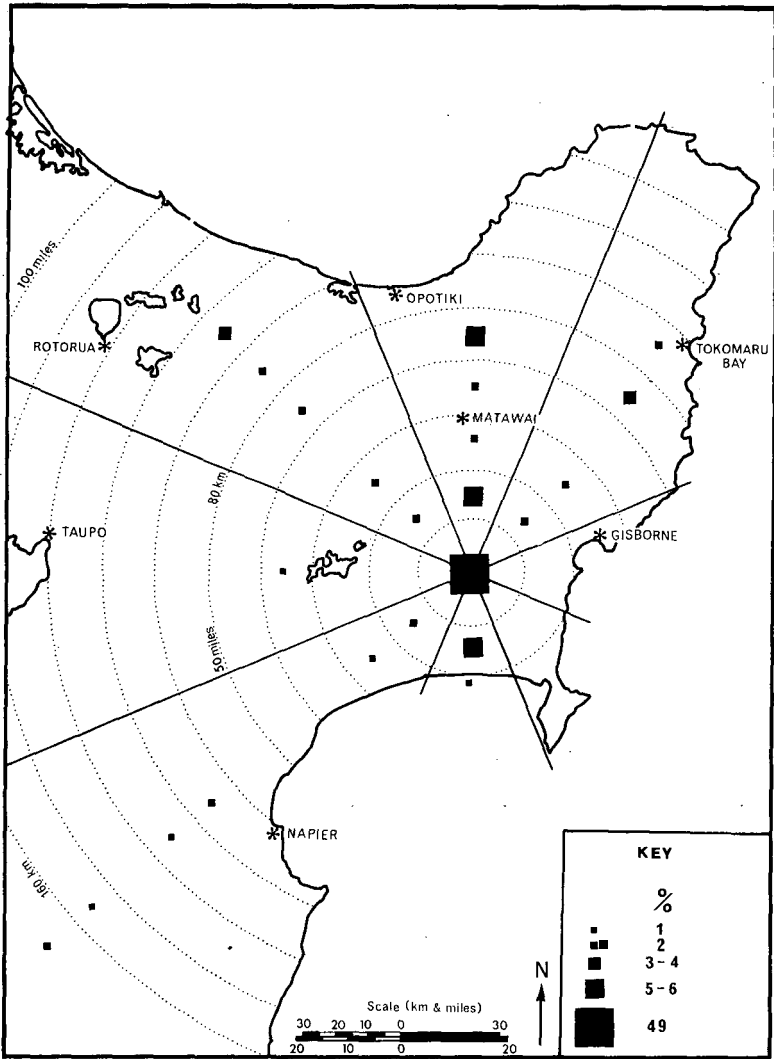 100 miles
OPOTIKI
ROTORUA
TOKOMARU
BAY
MATAWAI
80 km
TAUPO
GISBORNE
50 miles
NAPIER
160 km
KEY
%
1
2
3-4
5-6
49
N
Scale (km & miles)
30 20 10 0 30
20 10 0 20